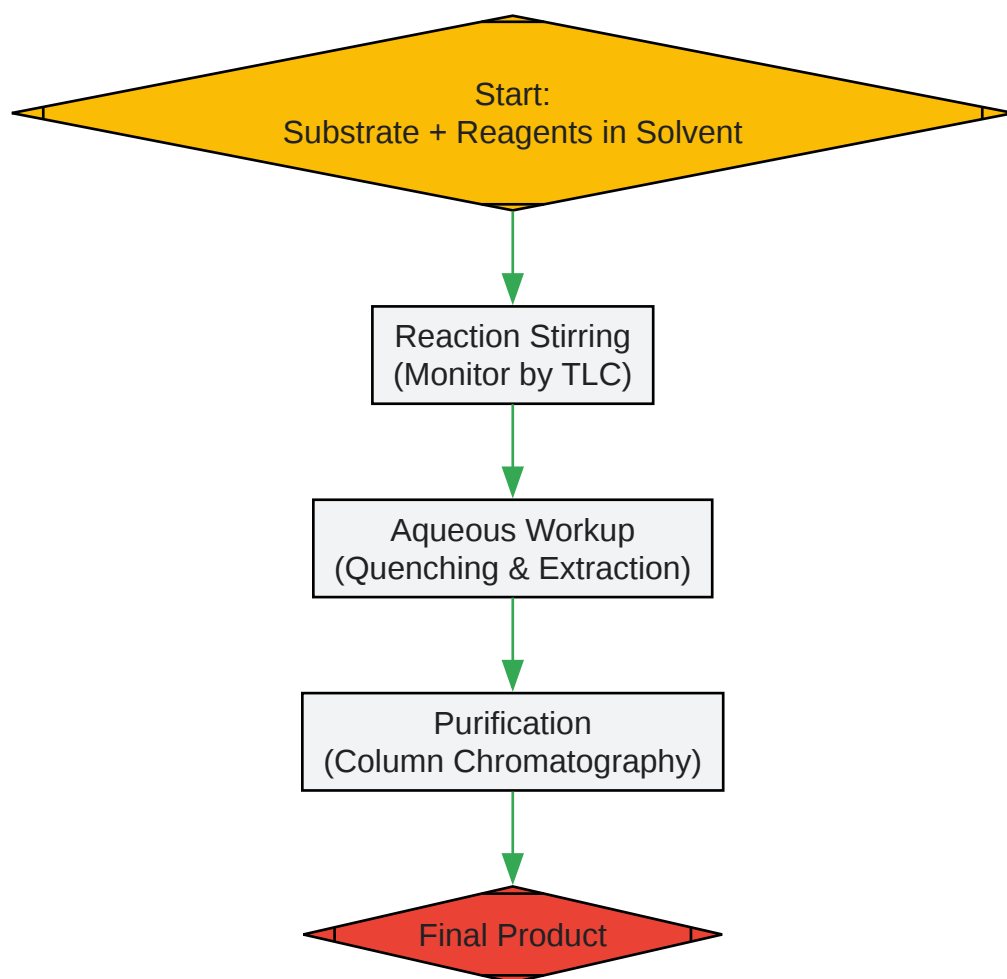 Start:
Substrate + Reagents in Solvent
Reaction Stirring
(Monitor by TLC)
Aqueous Workup
(Quenching & Extraction)
Purification
(Column Chromatography)
Final Product